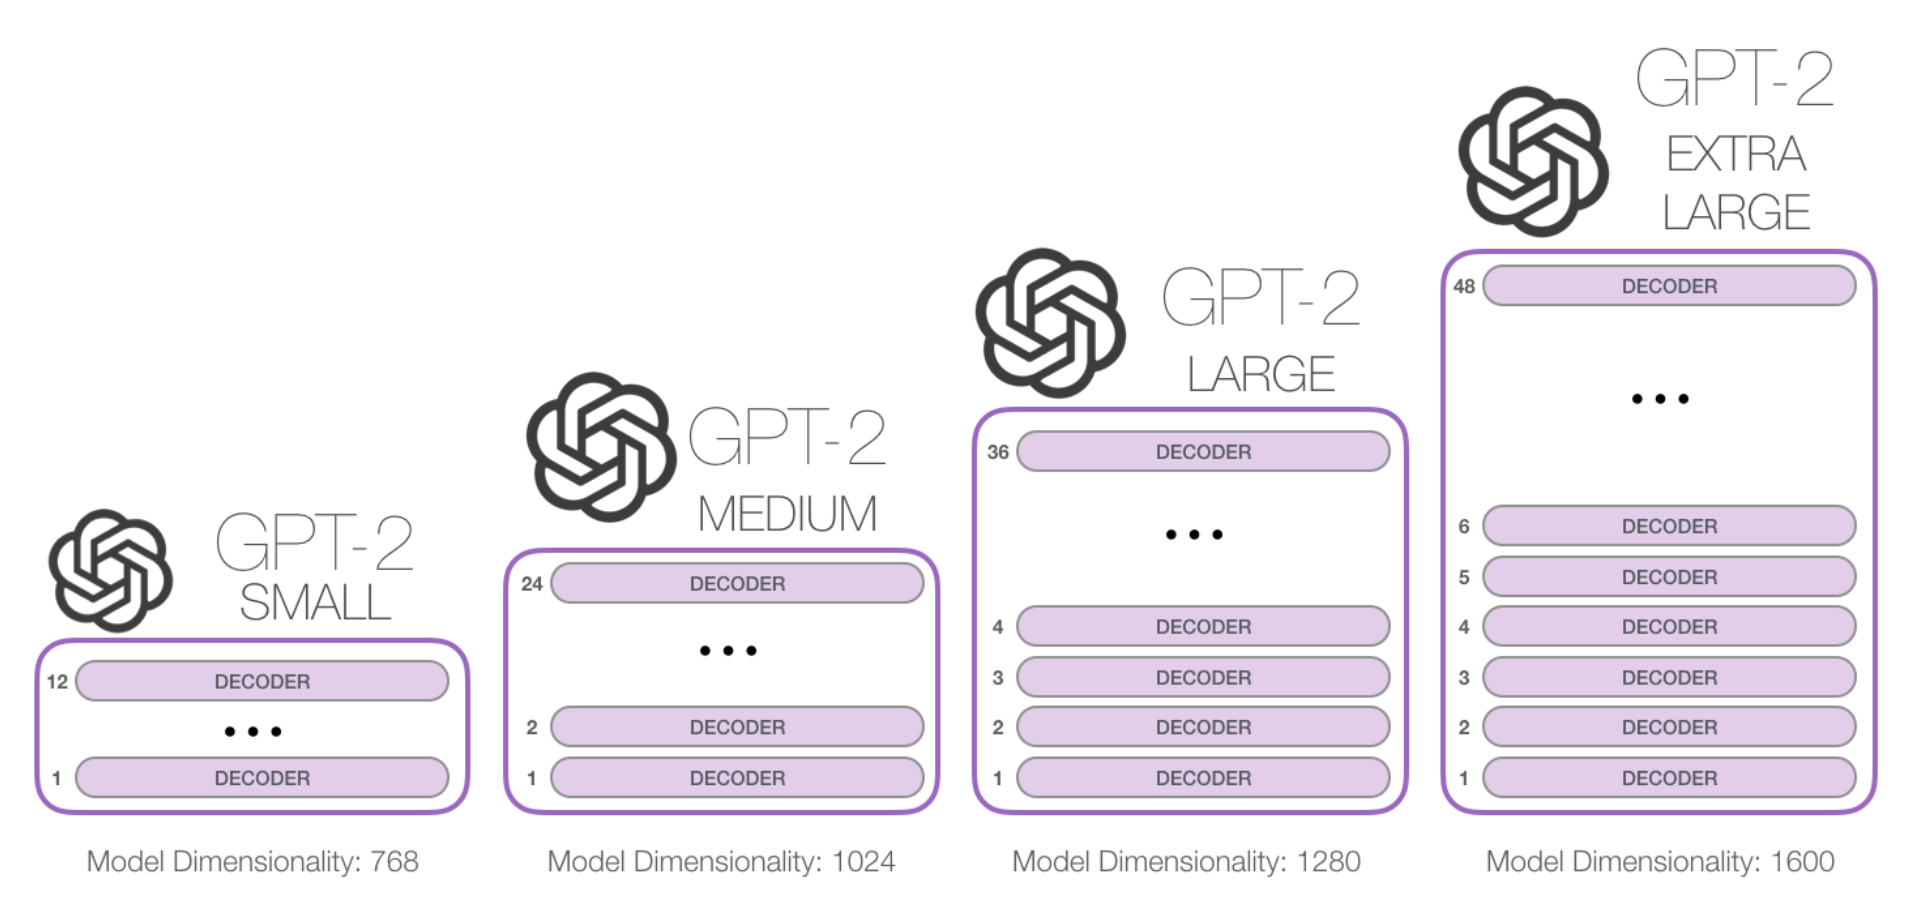 GPT-2
SMALL
12 DECODER
...
1 DECODER
Model Dimensionality: 768
GPT-2
MEDIUM
24 DECODER
...
2 DECODER
1 DECODER
Model Dimensionality: 1024
GPT-2
LARGE
36 DECODER
...
4 DECODER
3 DECODER
2 DECODER
1 DECODER
Model Dimensionality: 1280
GPT-2
EXTRA
LARGE
48 DECODER
...
6 DECODER
5 DECODER
4 DECODER
3 DECODER
2 DECODER
1 DECODER
Model Dimensionality: 1600